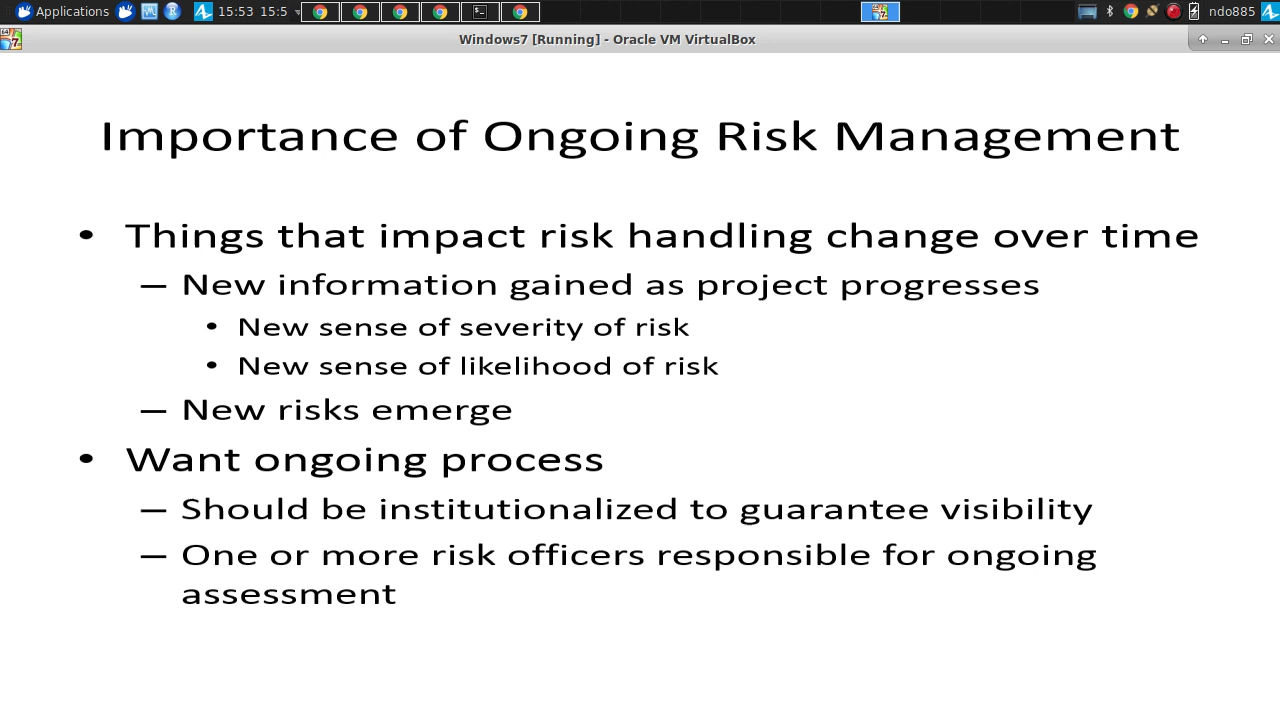 Applications 15:53 15:5 ndo885
Windows7 [Running] - Oracle VM VirtualBox
Importance of Ongoing Risk Management
• Things that impact risk handling change over time
– New information gained as project progresses
• New sense of severity of risk
• New sense of likelihood of risk
– New risks emerge
• Want ongoing process
– Should be institutionalized to guarantee visibility
– One or more risk officers responsible for ongoing
assessment